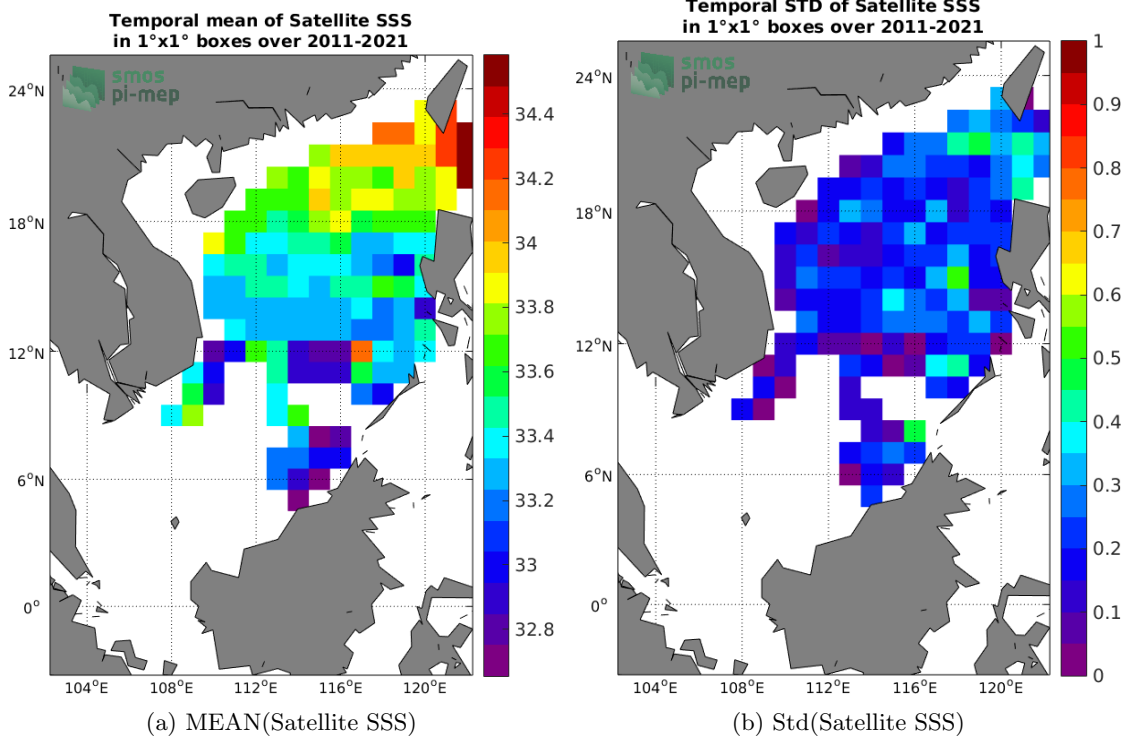 Temporal mean of Satellite SSS
in 1°x1° boxes over 2011-2021
smos
pi-mep
24°N
18°N
12°N
6°N
0°
104°E 108°E 112°E 116°E 120°E
34.4
34.2
34
33.8
33.6
33.4
33.2
33
32.8
(a) MEAN(Satellite SSS)
Temporal STD of Satellite SSS
in 1°x1° boxes over 2011-2021
smos
pi-mep
24°N
18°N
12°N
6°N
0°
104°E 108°E 112°E 116°E 120°E
1
0.9
0.8
0.7
0.6
0.5
0.4
0.3
0.2
0.1
0
(b) Std(Satellite SSS)